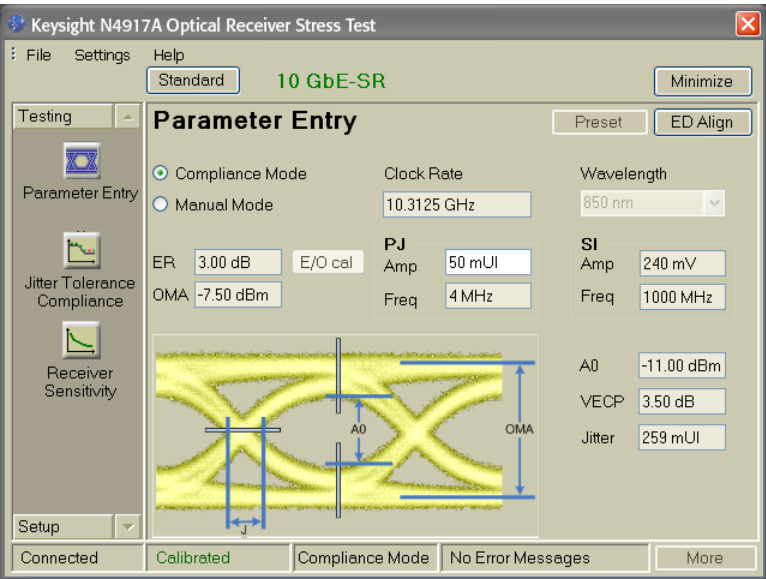 Keysight N4917A Optical Receiver Stress Test
File Settings Help
Standard 10 GbE-SR Minimize
Testing
Parameter Entry
Jitter Tolerance
Compliance
Receiver
Sensitivity
Setup
Parameter Entry Preset ED Align
Compliance Mode
Manual Mode
Clock Rate
10.3125 GHz
Wavelength
850 nm
ER 3.00 dB E/O cal
OMA -7.50 dBm
PJ
Amp 50 mUI
Freq 4 MHz
SI
Amp 240 mV
Freq 1000 MHz
A0
OMA
J
A0 -11.00 dBm
VECP 3.50 dB
Jitter 259 mUI
Connected Calibrated Compliance Mode No Error Messages More